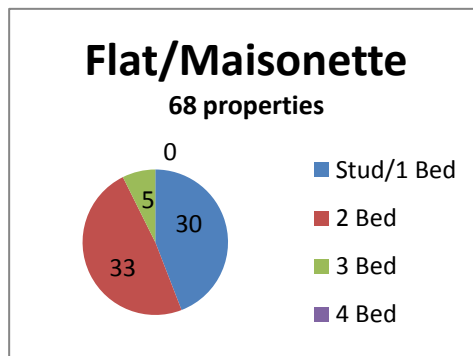 Flat/Maisonette
68 properties
0
5
30
33
Stud/1 Bed
2 Bed
3 Bed
4 Bed